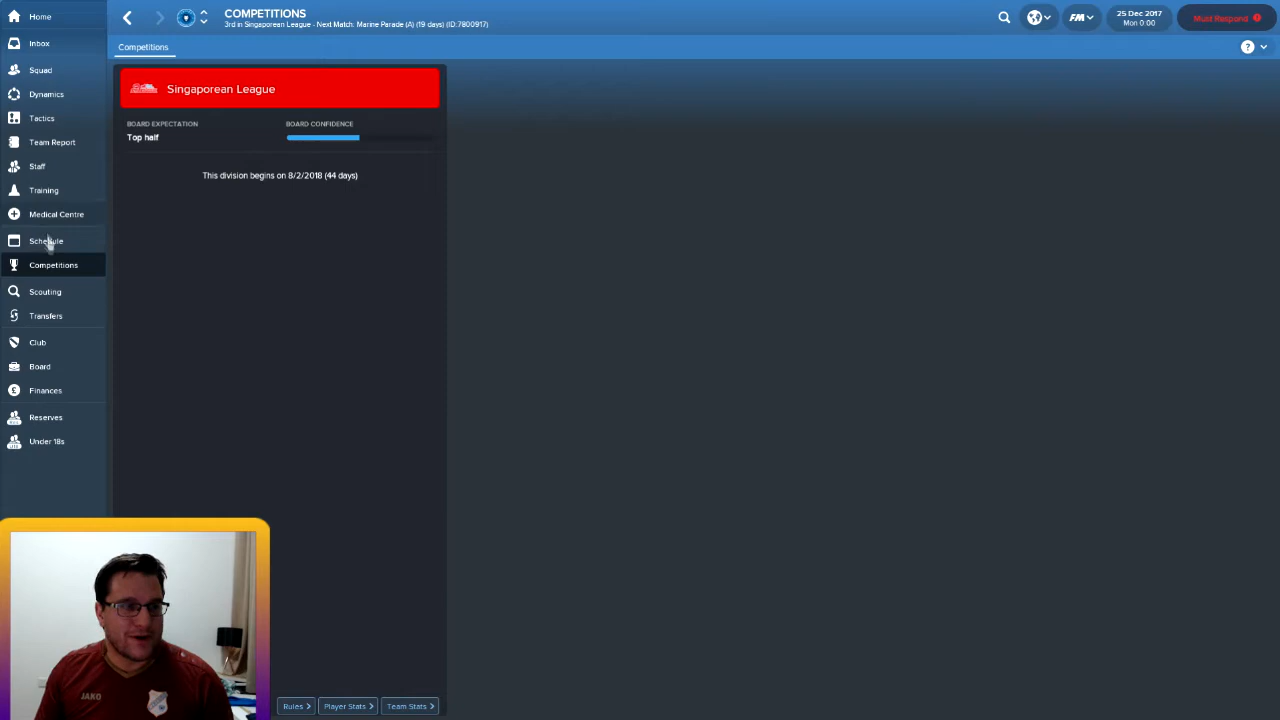 Home
COMPETITIONS
3rd in Singaporean League - Next Match: Marine Parade (A) (19 days) (ID:7800917)
FM
25 Dec 2017
Mon 0:00
Must Respond
Inbox
Competitions
Squad
Dynamics
Tactics
Team Report
Staff
Training
Medical Centre
Schedule
Competitions
Scouting
Transfers
Club
Board
Finances
Reserves
Under 18s
Singaporean League
BOARD EXPECTATION
BOARD CONFIDENCE
Top half
This division begins on 8/2/2018 (44 days)
Rules
Player Stats
Team Stats
JAKO